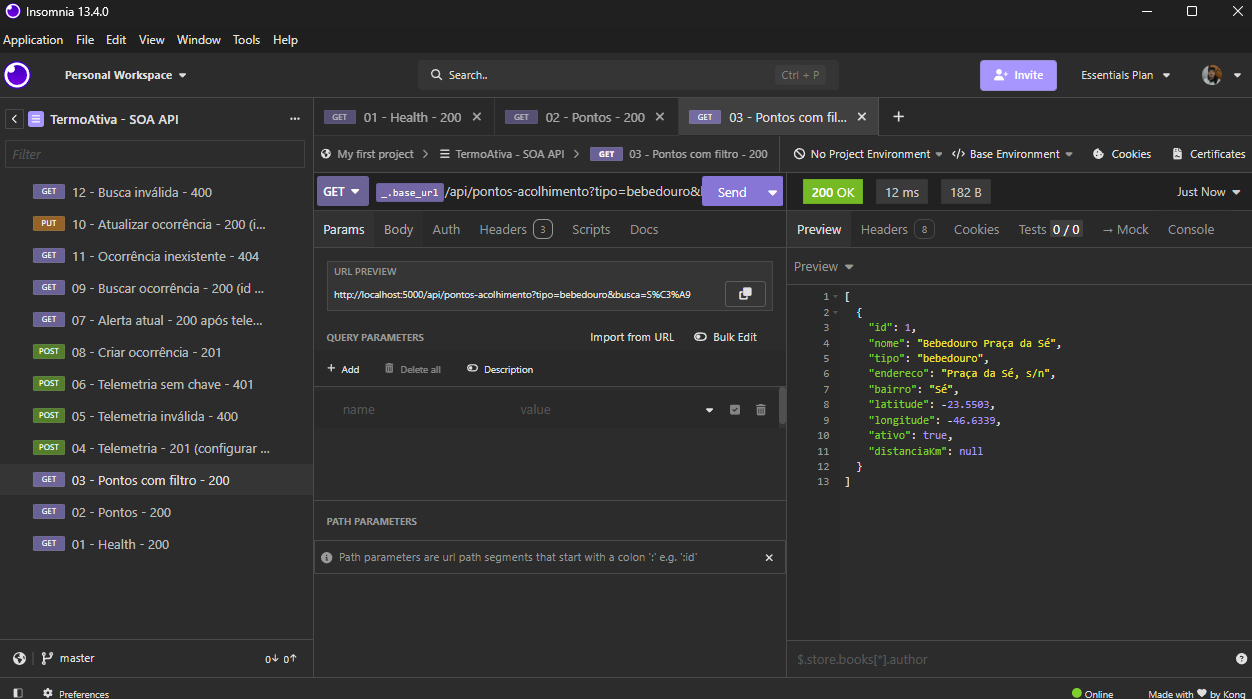 Insomnia 13.4.0
Application File Edit View Window Tools Help
Personal Workspace
Search..
Ctrl + P
Invite
Essentials Plan
TermoAtiva - SOA API
GET 01 - Health - 200
GET 02 - Pontos - 200
GET 03 - Pontos com fil...
Filter
My first project
TermoAtiva - SOA API
GET 03 - Pontos com filtro - 200
No Project Environment
Base Environment
Cookies
Certificates
GET 12 - Busca inválida - 400
PUT 10 - Atualizar ocorrência - 200 (i...
GET 11 - Ocorrência inexistente - 404
GET 09 - Buscar ocorrência - 200 (id ...
GET 07 - Alerta atual - 200 após tele...
POST 08 - Criar ocorrência - 201
POST 06 - Telemetria sem chave - 401
POST 05 - Telemetria inválida - 400
POST 04 - Telemetria - 201 (configurar ...
GET 03 - Pontos com filtro - 200
GET 02 - Pontos - 200
GET 01 - Health - 200
master
0↓ 0↑
Preferences
GET
_.base_url/api/pontos-acolhimento?tipo=bebedouro&
Send
Params Body Auth Headers 3 Scripts Docs
URL PREVIEW
http://localhost:5000/api/pontos-acolhimento?tipo=bebedouro&busca=S%C3%A9
QUERY PARAMETERS
Import from URL
Bulk Edit
+ Add
Delete all
Description
name
value
PATH PARAMETERS
Path parameters are url path segments that start with a colon ':' e.g. ':id'
200 OK
12 ms
182 B
Just Now
Preview Headers 8 Cookies Tests 0 / 0 → Mock Console
Preview
1 [
2 {
3 "id": 1,
4 "nome": "Bebedouro Praça da Sé",
5 "tipo": "bebedouro",
6 "endereco": "Praça da Sé, s/n",
7 "bairro": "Sé",
8 "latitude": -23.5503,
9 "longitude": -46.6339,
10 "ativo": true,
11 "distanciaKm": null
12 }
13 ]
$.store.books[*].author
Online
Made with ♥ by Kong